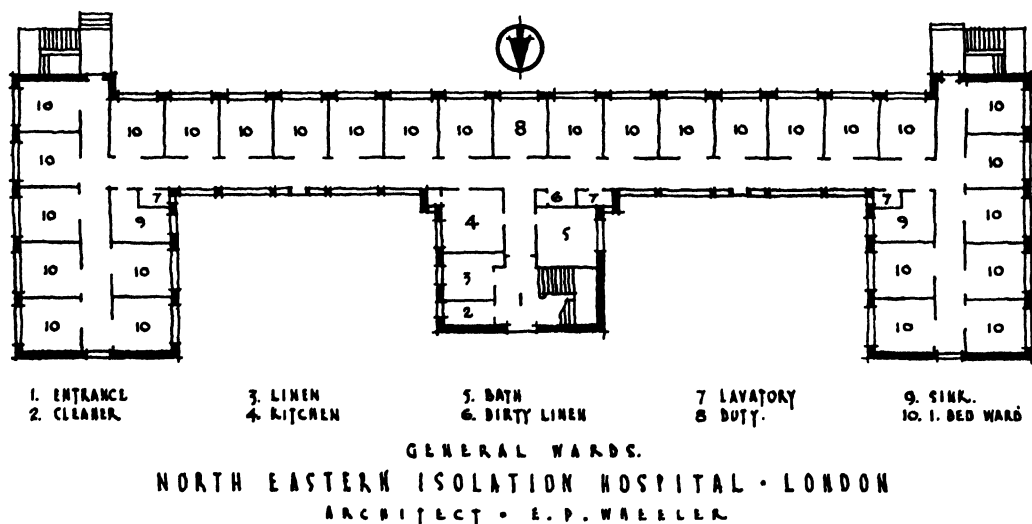 10 10
10 10 10 10 10 10 10 8 10 10 10 10 10 10 10
10 10
7 6 7 7
10 9 4 5 9 10
10 10 3 10 10
1
2
10 10 10 10
1. ENTRANCE 3. LINEN 5. BATH 7 LAVATORY 9. SINK.
2. CLEANER 4. KITCHEN 6. DIRTY LINEN 8 DUTY. 10. 1. BED WARD
GENERAL WARDS.
NORTH EASTERN ISOLATION HOSPITAL · LONDON
ARCHITECT · E. P. WHEELER